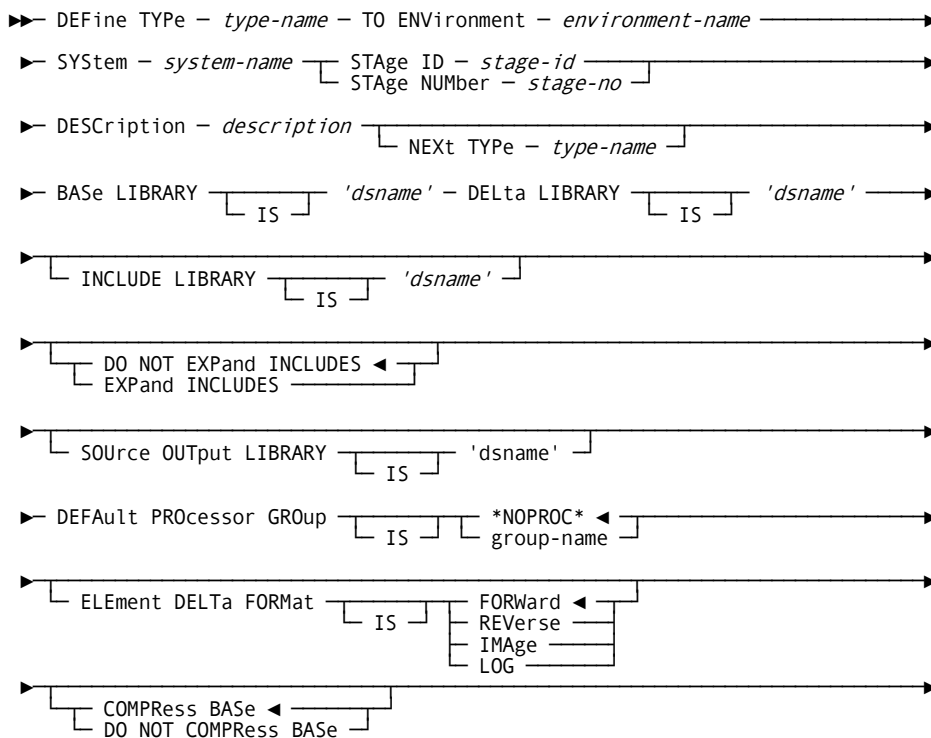 DEFine TYPe type-name TO ENVironment environment-name
SYStem system-name STAge ID stage-id
STAge NUMber stage-no
DESCription description
NEXt TYPe type-name
BASe LIBRARY 'dsname' DELta LIBRARY 'dsname'
IS IS
INCLUDE LIBRARY 'dsname'
IS
DO NOT EXPand INCLUDES
EXPand INCLUDES
SOUrce OUTput LIBRARY 'dsname'
IS
DEFAult PROcessor GROup *NOPROC*
IS group-name
ELEment DELTa FORMat FORWard
IS REVerse
IMAge
LOG
COMPRess BASe
DO NOT COMPRess BASe